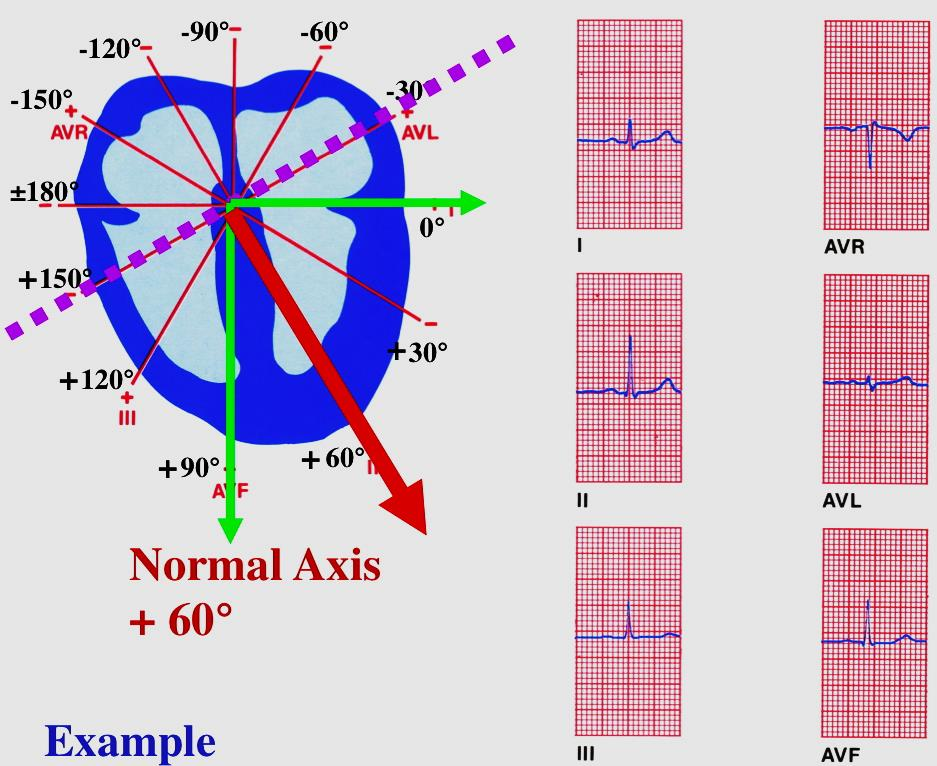 -90°
-60°
-120°
-30°
-150°
+
AVR
+
AVL
±180°
0° I
+150°
+30°
+120°
+
III
+90°
AVF
+60° II
Normal Axis
+ 60°
Example
I
AVR
II
AVL
III
AVF